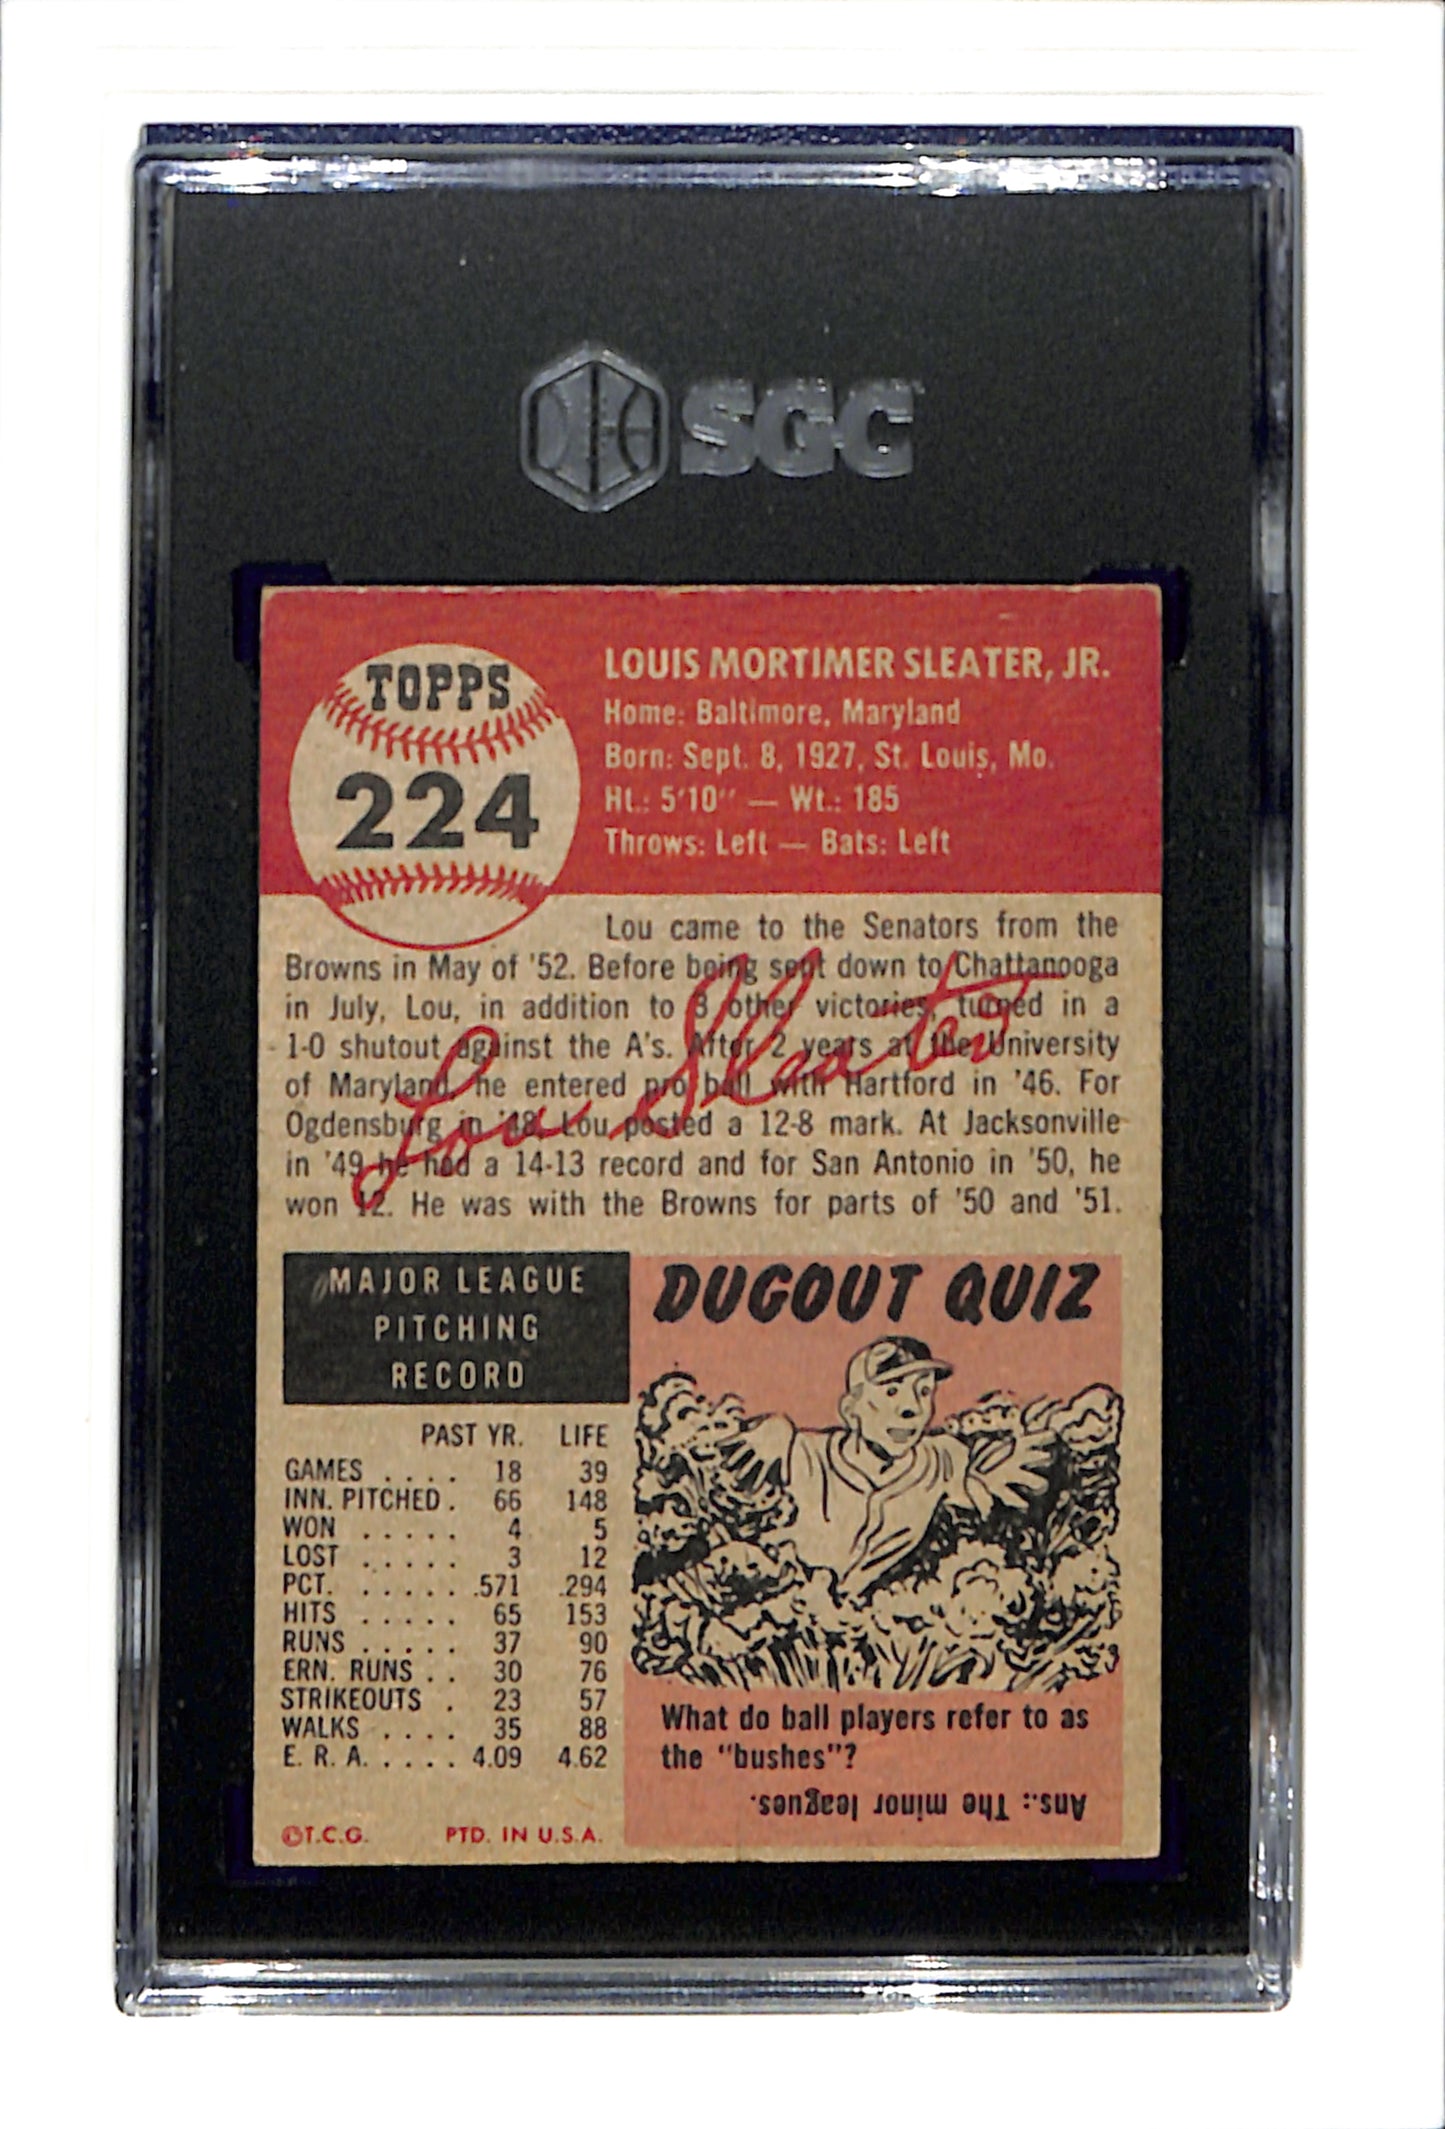 SGC
TOPPS
224
LOUIS MORTIMER SLEATER, JR.
Home: Baltimore, Maryland
Born: Sept. 8, 1927, St. Louis, Mo.
Ht.: 5'10" — Wt.: 185
Throws: Left — Bats: Left
Lou came to the Senators from the
Browns in May of '52. Before being sent down to Chattanooga
in July, Lou, in addition to 3 other victories, turned in a
1-0 shutout against the A's. After 2 years at the University
of Maryland, he entered pro ball with Hartford in '46. For
Ogdensburg in '48, Lou posted a 12-8 mark. At Jacksonville
in '49 he had a 14-13 record and for San Antonio in '50, he
won 12. He was with the Browns for parts of '50 and '51.
Lou Sleater
MAJOR LEAGUE
PITCHING
RECORD
PAST YR. LIFE
GAMES . . . . 18 39
INN. PITCHED . 66 148
WON . . . . . 4 5
LOST . . . . . 3 12
PCT. . . . . . .571 .294
HITS . . . . . 65 153
RUNS . . . . . 37 90
ERN. RUNS . . 30 76
STRIKEOUTS . 23 57
WALKS . . . . 35 88
E. R. A. . . . . 4.09 4.62
©T.C.G. PTD. IN U.S.A.
DUGOUT QUIZ
What do ball players refer to as
the "bushes"?
Ans.: The minor leagues.